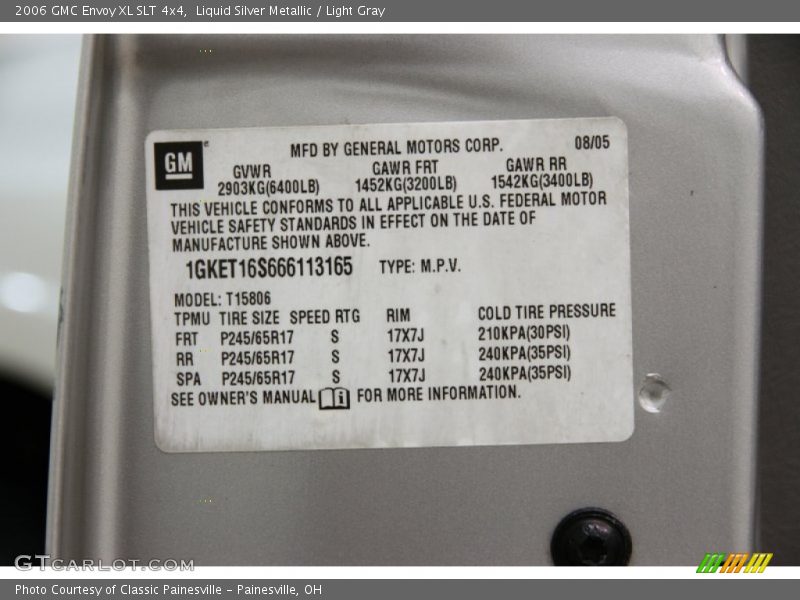 2006 GMC Envoy XL SLT 4x4,  Liquid Silver Metallic / Light Gray
GM
MFD BY GENERAL MOTORS CORP. 08/05
GVWR GAWR FRT GAWR RR
2903KG(6400LB) 1452KG(3200LB) 1542KG(3400LB)
THIS VEHICLE CONFORMS TO ALL APPLICABLE U.S. FEDERAL MOTOR
VEHICLE SAFETY STANDARDS IN EFFECT ON THE DATE OF
MANUFACTURE SHOWN ABOVE.
1GKET16S666113165 TYPE: M.P.V.
MODEL: T15806
TPMU TIRE SIZE SPEED RTG RIM COLD TIRE PRESSURE
FRT P245/65R17 S 17X7J 210KPA(30PSI)
RR P245/65R17 S 17X7J 240KPA(35PSI)
SPA P245/65R17 S 17X7J 240KPA(35PSI)
SEE OWNER'S MANUAL i FOR MORE INFORMATION.
GTCARLOT.COM
Photo Courtesy of Classic Painesville - Painesville, OH